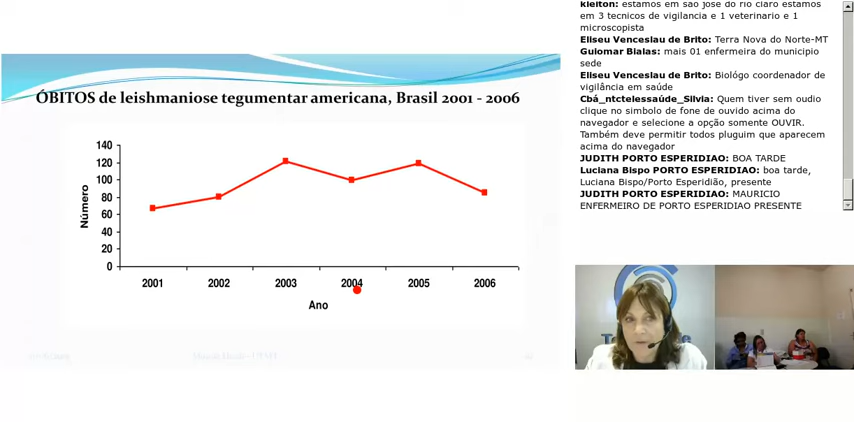 ÓBITOS de leishmaniose tegumentar americana, Brasil 2001 - 2006
140
120
100
80
60
40
20
0
Número
2001 2002 2003 2004 2005 2006
Ano
kleiton: estamos em sao jose do rio claro estamos
em 3 tecnicos de vigilancia e 1 veterinario e 1
microscopista
Eliseu Venceslau de Brito: Terra Nova do Norte-MT
Guiomar Bialas: mais 01 enfermeira do municipio
sede
Eliseu Venceslau de Brito: Biológo coordenador de
vigilância em saúde
Cbá_ntctelessaúde_Silvia: Quem tiver sem oudio
clique no simbolo de fone de ouvido acima do
navegador e selecione a opção somente OUVIR.
Também deve permitir todos pluguim que aparecem
acima do navegador
JUDITH PORTO ESPERIDIAO: BOA TARDE
Luciana Bispo PORTO ESPERIDIAO: boa tarde,
Luciana Bispo/Porto Esperidião, presente
JUDITH PORTO ESPERIDIAO: MAURICIO
ENFERMEIRO DE PORTO ESPERIDIAO PRESENTE